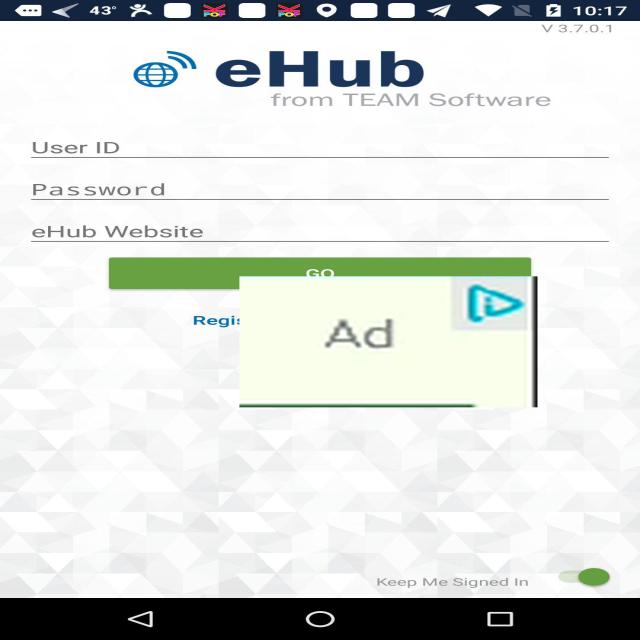 43° 10:17
V 3.7.0.1
eHub
from TEAM Software
User ID
Password
eHub Website
GO
Ad
Keep Me Signed In